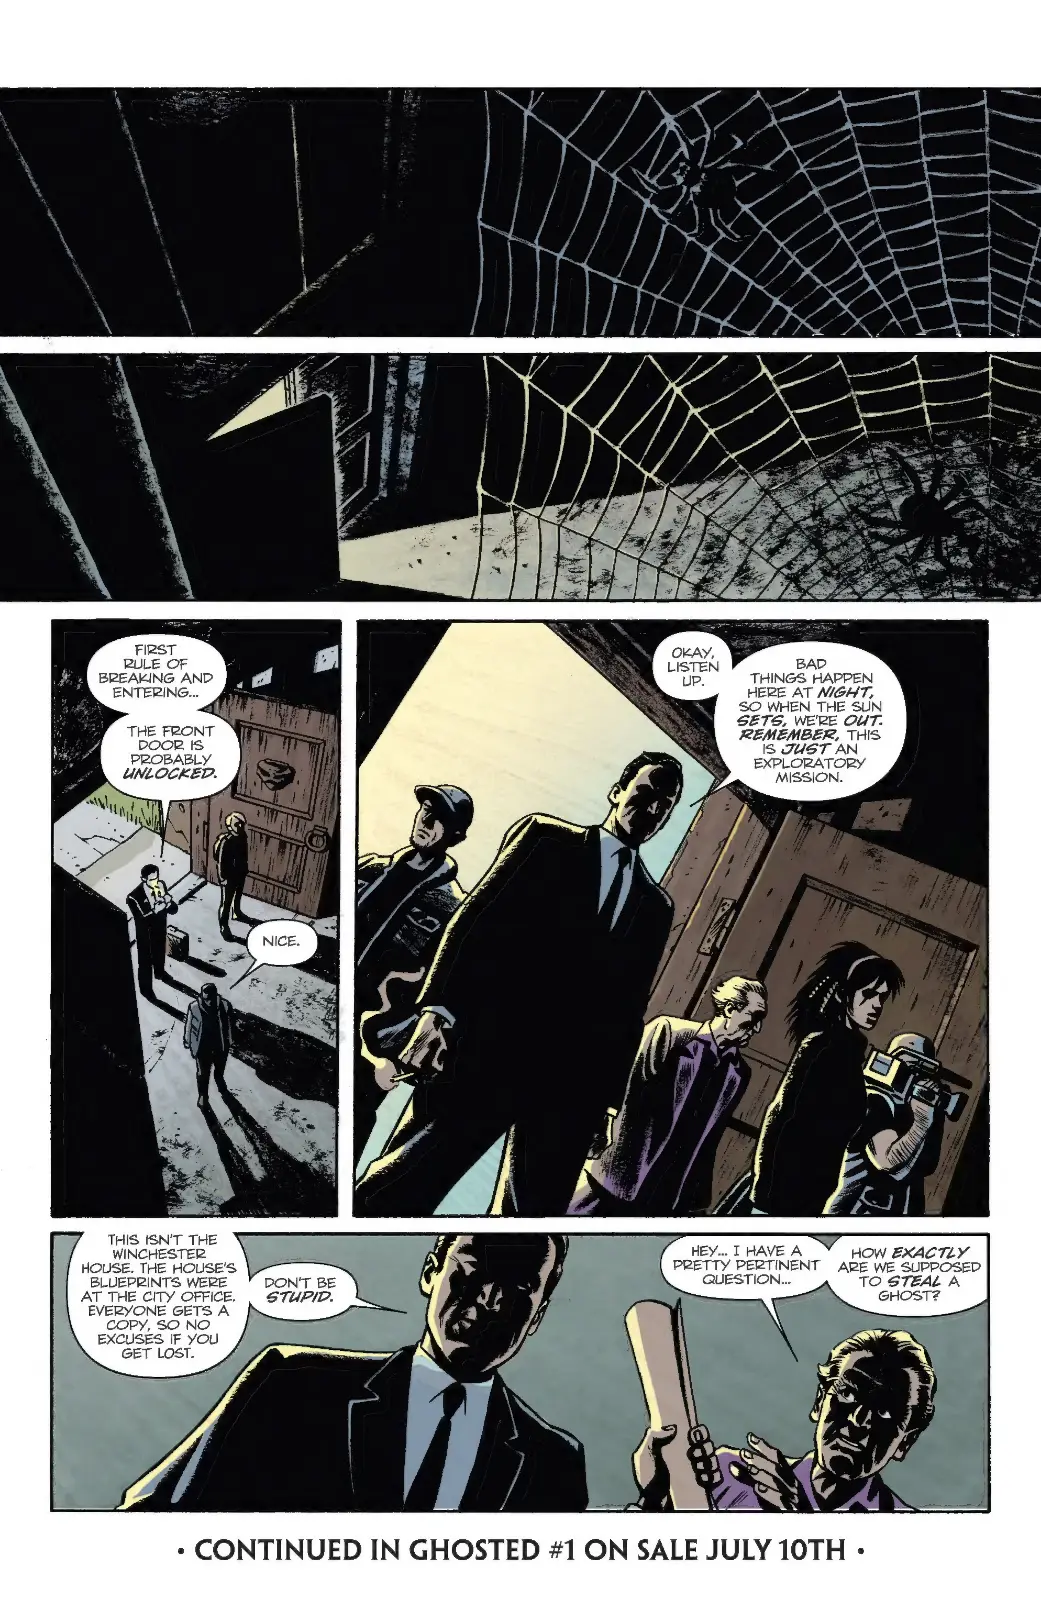 FIRST
RULE OF
BREAKING AND
ENTERING...
THE FRONT
DOOR IS
PROBABLY
UNLOCKED.
NICE.
OKAY,
LISTEN
UP.
BAD
THINGS HAPPEN
HERE AT NIGHT,
SO WHEN THE SUN
SETS, WE'RE OUT.
REMEMBER, THIS
IS JUST AN
EXPLORATORY
MISSION.
THIS ISN'T THE
WINCHESTER
HOUSE. THE HOUSE'S
BLUEPRINTS WERE
AT THE CITY OFFICE.
EVERYONE GETS A
COPY, SO NO
EXCUSES IF YOU
GET LOST.
DON'T BE
STUPID.
HEY... I HAVE A
PRETTY PERTINENT
QUESTION...
HOW EXACTLY
ARE WE SUPPOSED
TO STEAL A
GHOST?
• CONTINUED IN GHOSTED #1 ON SALE JULY 10TH •